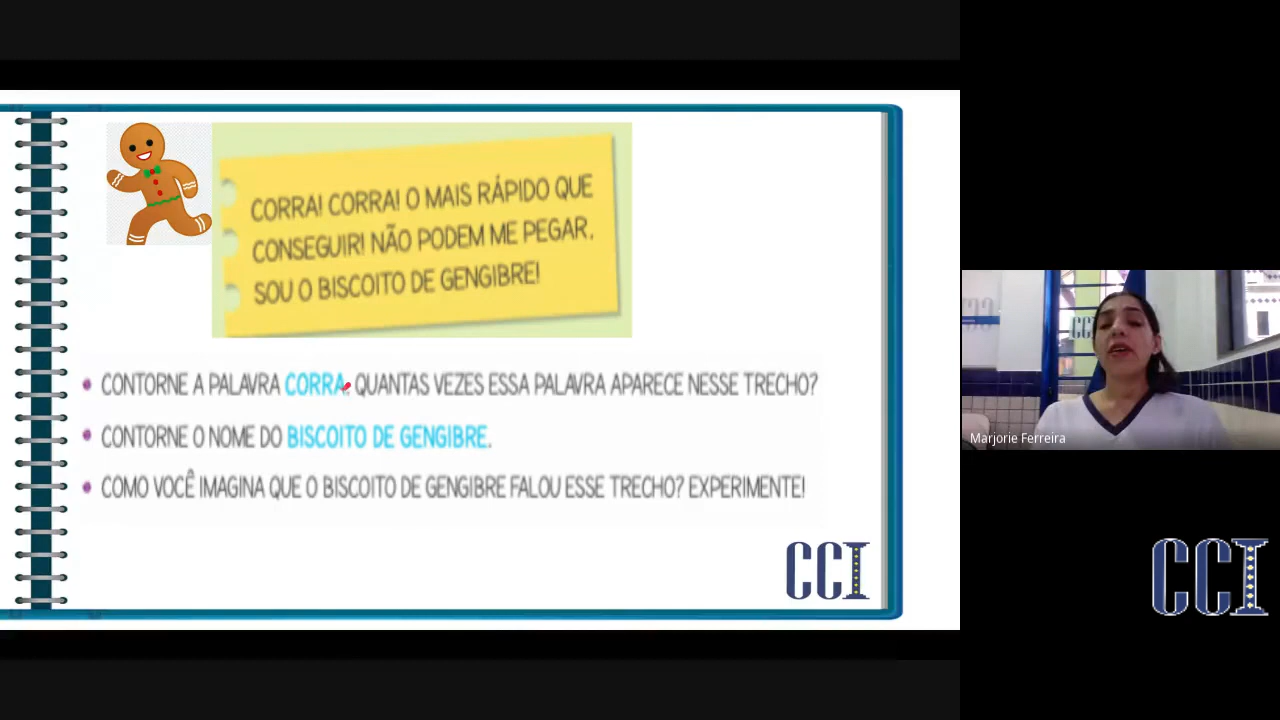 CORRA! CORRA! O MAIS RÁPIDO QUE
CONSEGUIR! NÃO PODEM ME PEGAR.
SOU O BISCOITO DE GENGIBRE!
CONTORNE A PALAVRA CORRA. QUANTAS VEZES ESSA PALAVRA APARECE NESSE TRECHO?
CONTORNE O NOME DO BISCOITO DE GENGIBRE.
COMO VOCÊ IMAGINA QUE O BISCOITO DE GENGIBRE FALOU ESSE TRECHO? EXPERIMENTE!
CCI
Marjorie Ferreira
CCI